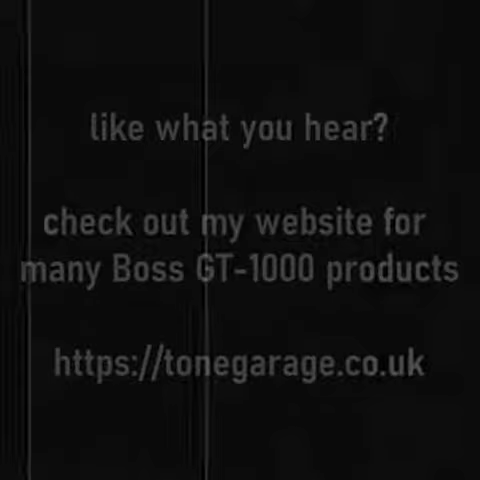 like what you hear?
check out my website for
many Boss GT-1000 products
https://tonegarage.co.uk